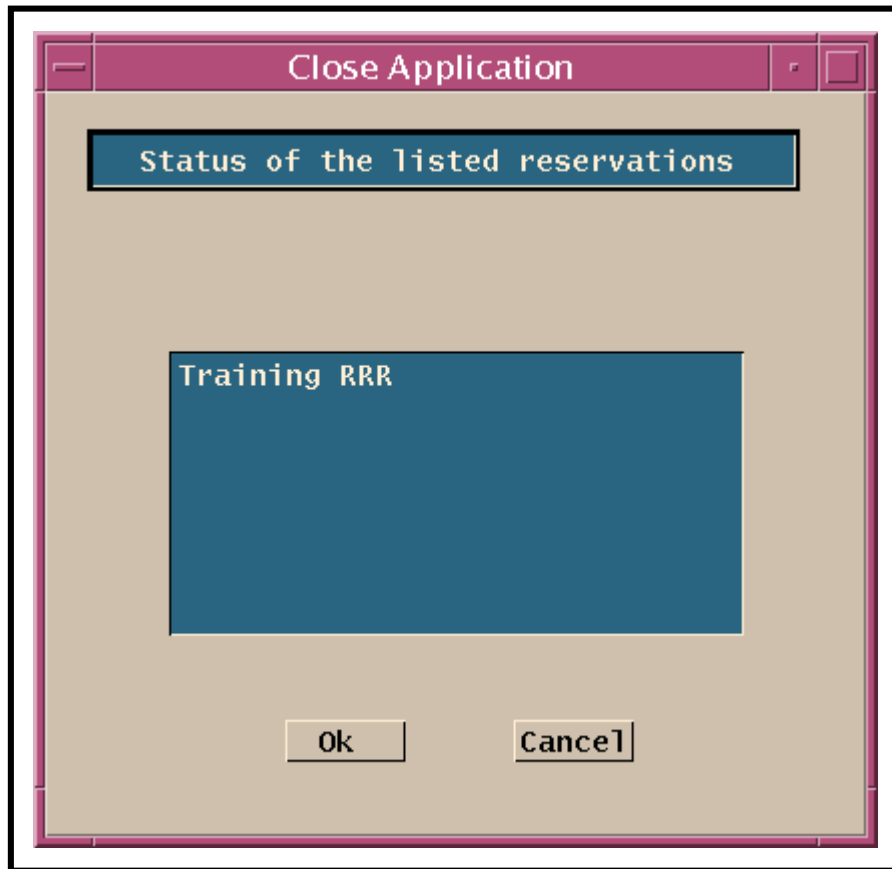 Close Application
Status of the listed reservations
Training RRR
Ok
Cancel